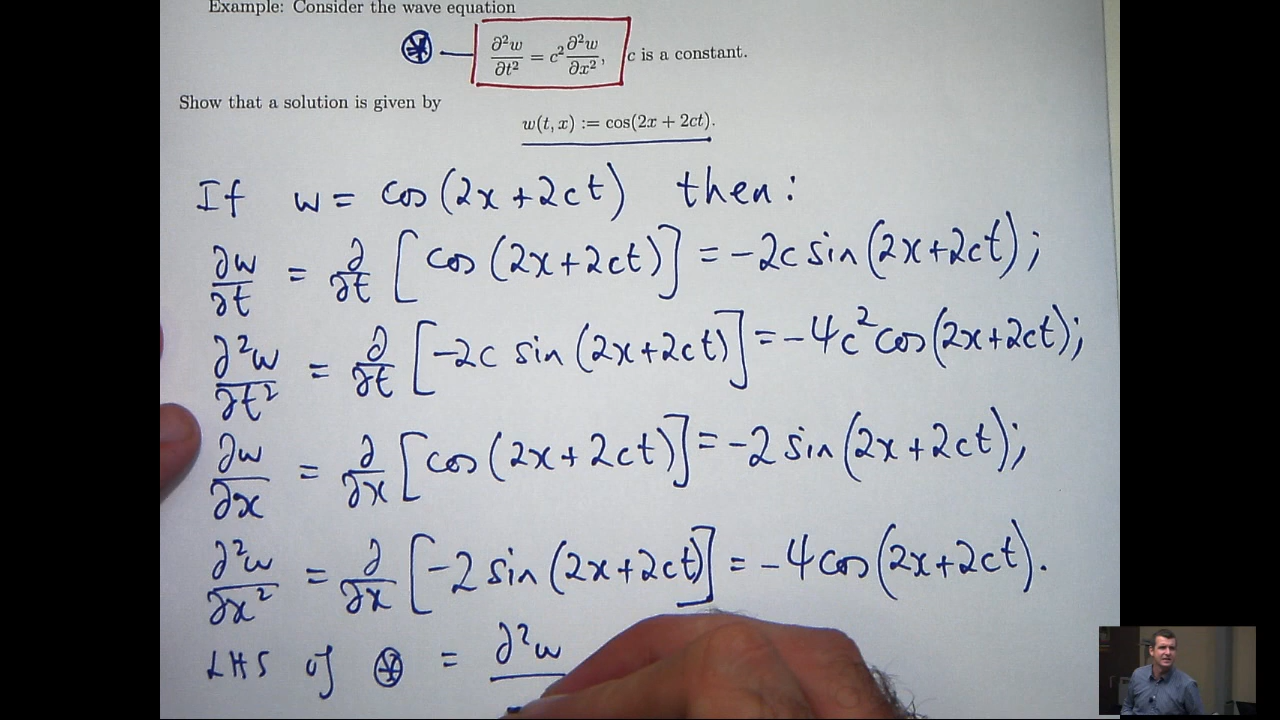 Example: Consider the wave equation
⊛ — ∂²w/∂t² = c² ∂²w/∂x², c is a constant.
Show that a solution is given by
w(t, x) := cos(2x + 2ct).
If w = cos(2x+2ct) then:
∂w/∂t = ∂/∂t [cos(2x+2ct)] = -2c sin(2x+2ct);
∂²w/∂t² = ∂/∂t [-2c sin(2x+2ct)] = -4c² cos(2x+2ct);
∂w/∂x = ∂/∂x [cos(2x+2ct)] = -2 sin(2x+2ct);
∂²w/∂x² = ∂/∂x [-2 sin(2x+2ct)] = -4cos(2x+2ct).
LHS of ⊛ = ∂²w